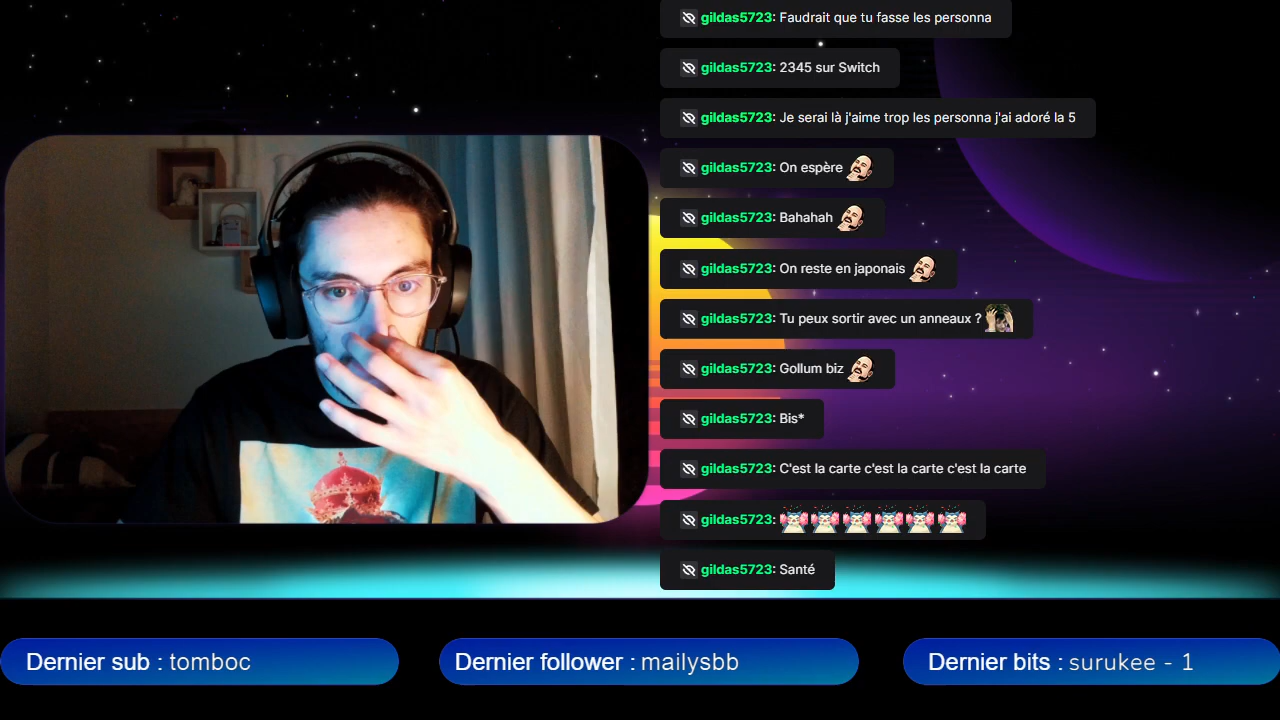 gildas5723: Faudrait que tu fasse les personna
gildas5723: 2345 sur Switch
gildas5723: Je serai là j'aime trop les personna j'ai adoré la 5
gildas5723: On espère
gildas5723: Bahahah
gildas5723: On reste en japonais
gildas5723: Tu peux sortir avec un anneaux ?
gildas5723: Gollum biz
gildas5723: Bis*
gildas5723: C'est la carte c'est la carte c'est la carte
gildas5723:
gildas5723: Santé
Dernier sub : tomboc
Dernier follower : mailysbb
Dernier bits : surukee - 1